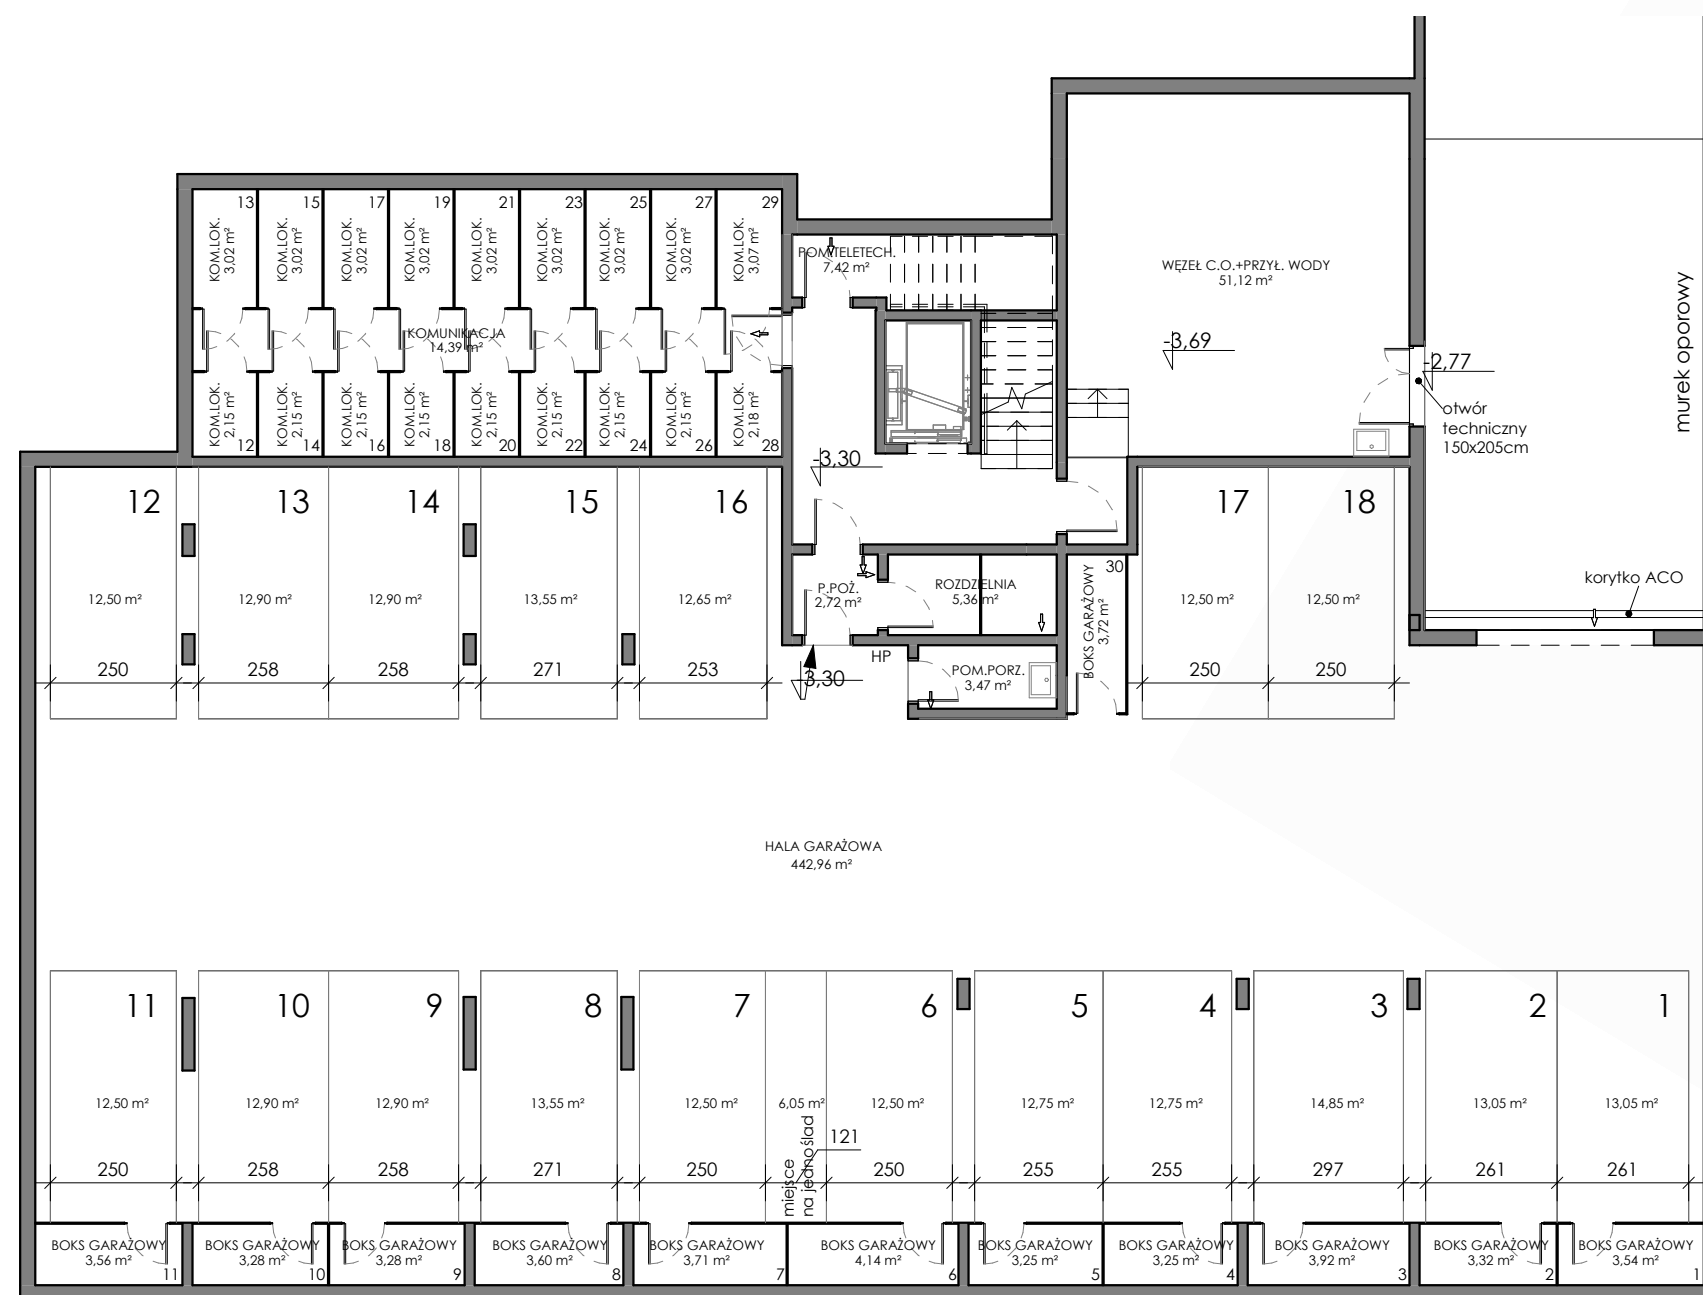 13
15
17
19
21
23
25
27
29
KOM.LOK.
3,02 m²
KOM.LOK.
3,02 m²
KOM.LOK.
3,02 m²
KOM.LOK.
3,02 m²
KOM.LOK.
3,02 m²
KOM.LOK.
3,02 m²
KOM.LOK.
3,02 m²
KOM.LOK.
3,02 m²
KOM.LOK.
3,07 m²
POM.TELETECH.
7,42 m²
WĘZEŁ C.O.+PRZYŁ. WODY
51,12 m²
murek oporowy
KOMUNIKACJA
14,39 m²
-3,69
-2,77
KOM.LOK.
2,15 m²
KOM.LOK.
2,15 m²
KOM.LOK.
2,15 m²
KOM.LOK.
2,15 m²
KOM.LOK.
2,15 m²
KOM.LOK.
2,15 m²
KOM.LOK.
2,15 m²
KOM.LOK.
2,15 m²
KOM.LOK.
2,18 m²
12
14
16
18
20
22
24
26
28
otwór
techniczny
150x205cm
-3,30
12
13
14
15
16
17
18
12,50 m²
12,90 m²
12,90 m²
13,55 m²
12,65 m²
P.POŻ.
2,72 m²
ROZDZIELNIA
5,36 m²
30
BOKS GARAŻOWY
3,72 m²
12,50 m²
12,50 m²
korytko ACO
250
258
258
271
253
-3,30
HP
POM.PORZ.
3,47 m²
250
250
HALA GARAŻOWA
442,96 m²
11
10
9
8
7
6
5
4
3
2
1
12,50 m²
12,90 m²
12,90 m²
13,55 m²
12,50 m²
6,05 m²
12,50 m²
12,75 m²
12,75 m²
14,85 m²
13,05 m²
13,05 m²
miejsce
na jednoślad
121
250
258
258
271
250
250
255
255
297
261
261
BOKS GARAŻOWY
3,56 m²
11
BOKS GARAŻOWY
3,28 m²
10
BOKS GARAŻOWY
3,28 m²
9
BOKS GARAŻOWY
3,60 m²
8
BOKS GARAŻOWY
3,71 m²
7
BOKS GARAŻOWY
4,14 m²
6
BOKS GARAŻOWY
3,25 m²
5
BOKS GARAŻOWY
3,25 m²
4
BOKS GARAŻOWY
3,92 m²
3
BOKS GARAŻOWY
3,32 m²
2
BOKS GARAŻOWY
3,54 m²
1